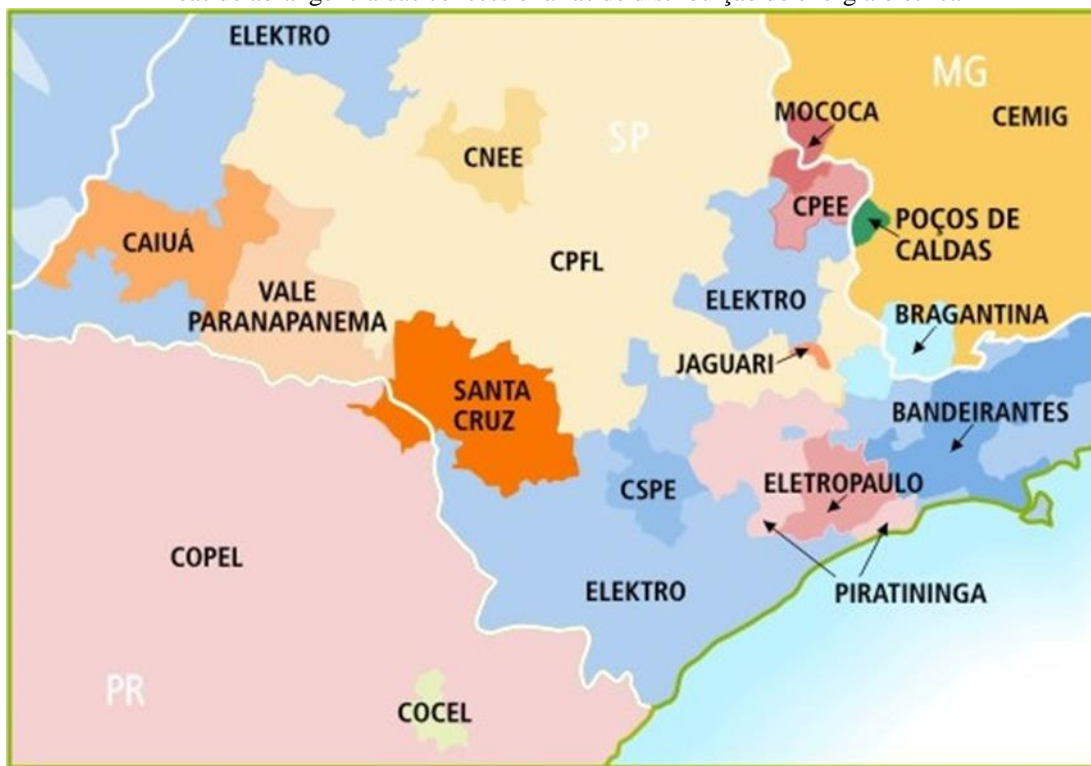 ELEKTRO
MG
MOCOCA
CEMIG
SP
CNEE
CPEE
POÇOS DE
CALDAS
CAIUÁ
CPFL
VALE
PARANAPANEMA
ELEKTRO
BRAGANTINA
JAGUARI
SANTA
CRUZ
BANDEIRANTES
CSPE
ELETROPAULO
COPEL
ELEKTRO
PIRATININGA
PR
COCEL